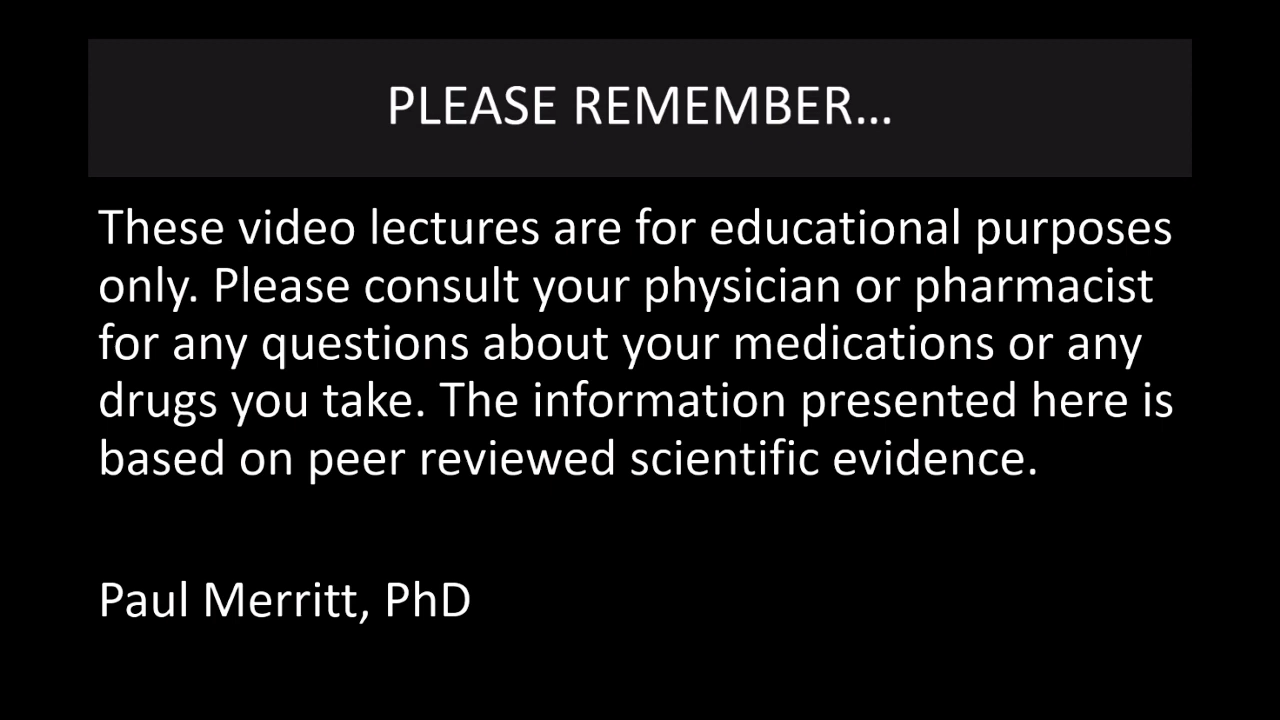 PLEASE REMEMBER...
These video lectures are for educational purposes
only. Please consult your physician or pharmacist
for any questions about your medications or any
drugs you take. The information presented here is
based on peer reviewed scientific evidence.
Paul Merritt, PhD